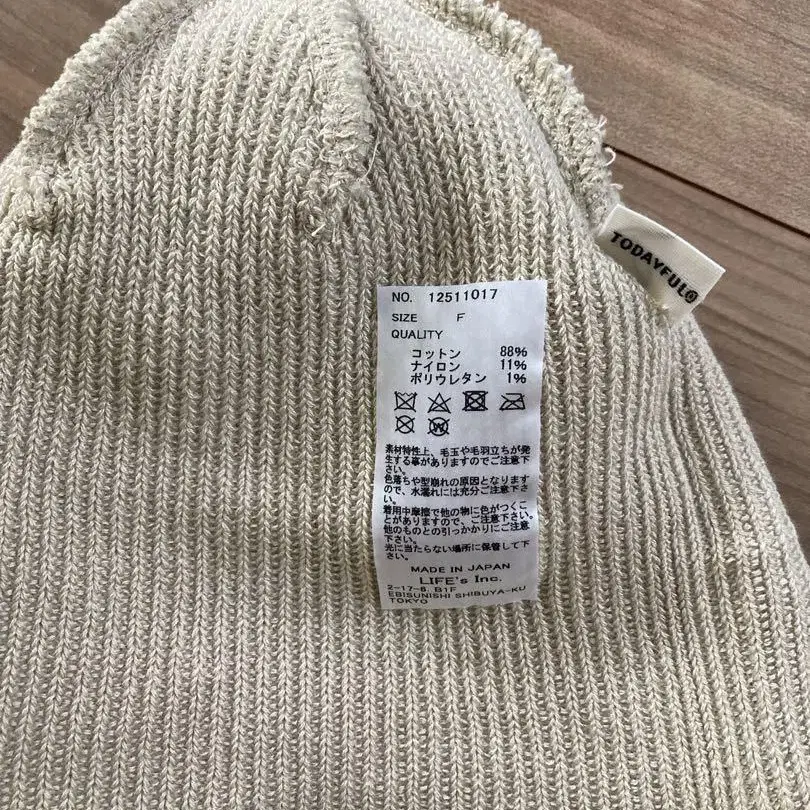 TODAYFUL
NO. 12511017
SIZE F
QUALITY
コットン 88%
ナイロン 11%
ポリウレタン 1%
素材特性上、毛玉や毛羽立ちが発
生する事がありますのでご注意下
さい。
色落ちや型崩れの原因となります
ので、水濡れには充分ご注意下さ
い。
着用中摩擦で他の物に色がつくこ
とがありますので、ご注意下さい。
他のものとの引っかかりにご注意
下さい。
光に当たらない場所に保管して下
さい。
MADE IN JAPAN
LIFE's Inc.
2-17-8, B1F
EBISUNISHI SHIBUYA-KU
TOKYO